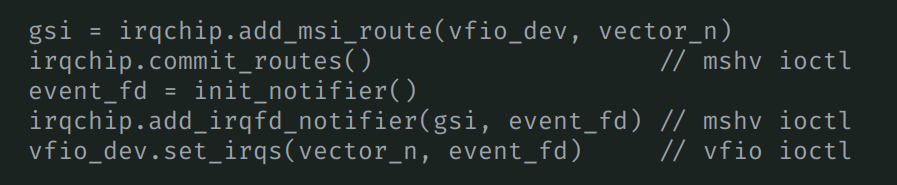 gsi = irqchip.add_msi_route(vfio_dev, vector_n)
irqchip.commit_routes()                    // mshv ioctl
event_fd = init_notifier()
irqchip.add_irqfd_notifier(gsi, event_fd) // mshv ioctl
vfio_dev.set_irqs(vector_n, event_fd)     // vfio ioctl